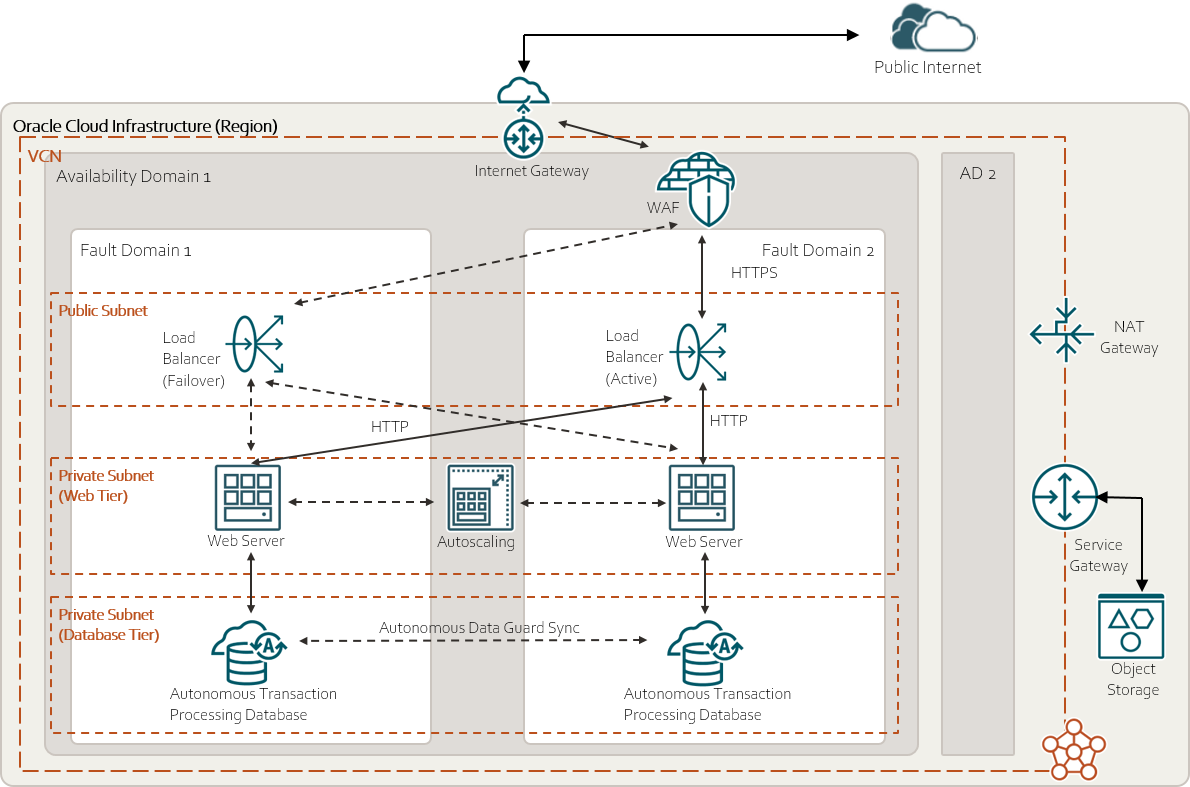 Public Internet
Oracle Cloud Infrastructure (Region)
VCN
Internet Gateway
Availability Domain 1
AD 2
WAF
Fault Domain 1
Fault Domain 2
HTTPS
Public Subnet
Load
Balancer
(Failover)
Load
Balancer
(Active)
NAT
Gateway
HTTP
HTTP
Private Subnet
(Web Tier)
Web Server
Autoscaling
Web Server
Service
Gateway
Private Subnet
(Database Tier)
Autonomous Data Guard Sync
A
A
Autonomous Transaction
Processing Database
Autonomous Transaction
Processing Database
Object
Storage